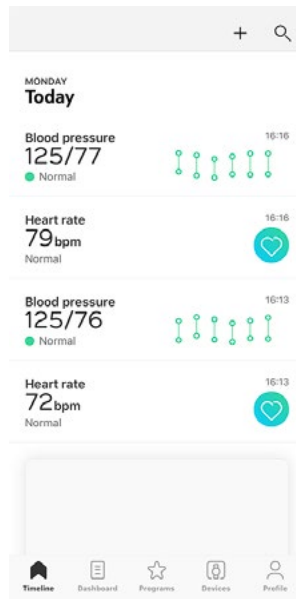 MONDAY
Today
Blood pressure
16:16
125/77
Normal
Heart rate
16:16
79bpm
Normal
Blood pressure
16:13
125/76
Normal
Heart rate
16:13
72bpm
Normal
Timeline Dashboard Programs Devices Profile